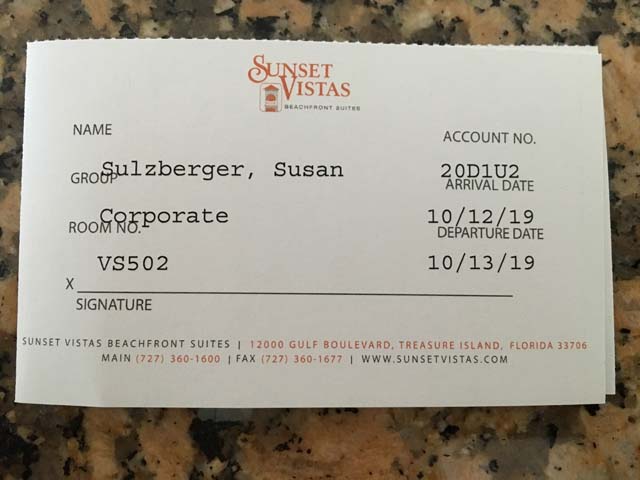 SUNSET
VISTAS
BEACHFRONT SUITES
NAME
ACCOUNT NO.
Sulzberger, Susan 20D1U2
GROUP ARRIVAL DATE
Corporate 10/12/19
ROOM NO. DEPARTURE DATE
VS502 10/13/19
X
SIGNATURE
SUNSET VISTAS BEACHFRONT SUITES | 12000 GULF BOULEVARD, TREASURE ISLAND, FLORIDA 33706
MAIN (727) 360-1600 | FAX (727) 360-1677 | WWW.SUNSETVISTAS.COM